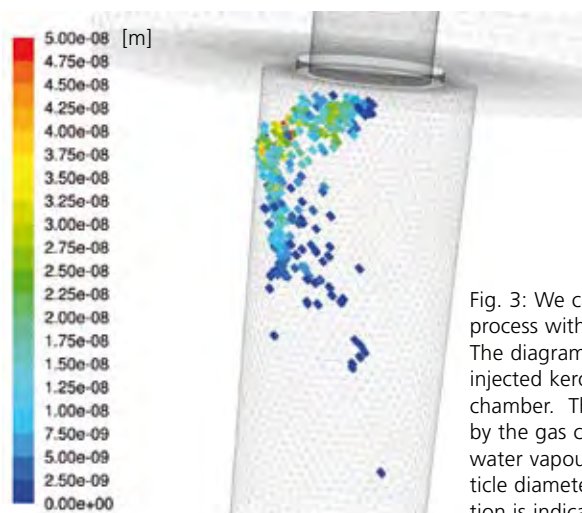 5.00e-08 [m]
4.75e-08
4.50e-08
4.25e-08
4.00e-08
3.75e-08
3.50e-08
3.25e-08
3.00e-08
2.75e-08
2.50e-08
2.25e-08
2.00e-08
1.75e-08
1.50e-08
1.25e-08
1.00e-08
7.50e-09
5.00e-09
2.50e-09
0.00e+00
Fig. 3: We c
process with
The diagram
injected kero
chamber. Th
by the gas c
water vapou
ticle diamete
tion is indica